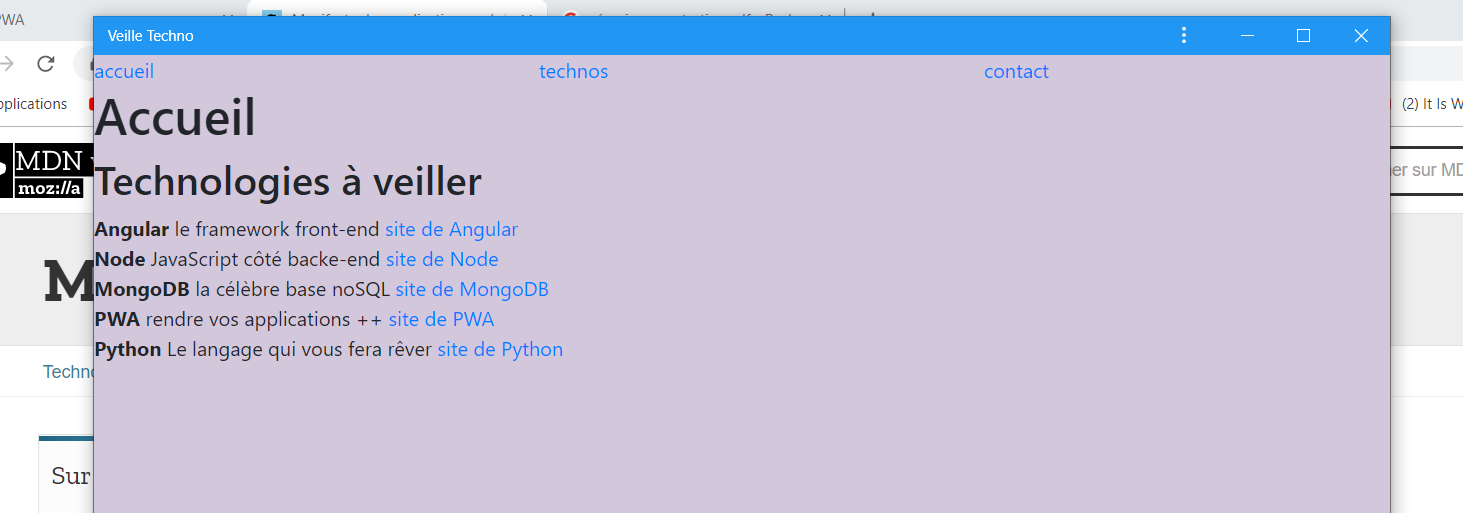 PWA
Veille Techno
accueil technos contact
pplications
(2) It Is W
Accueil
MDN
moz://a
er sur MD
Technologies à veiller
Angular le framework front-end site de Angular
Node JavaScript côté backe-end site de Node
M
MongoDB la célèbre base noSQL site de MongoDB
PWA rendre vos applications ++ site de PWA
Python Le langage qui vous fera rêver site de Python
Techno
Sur